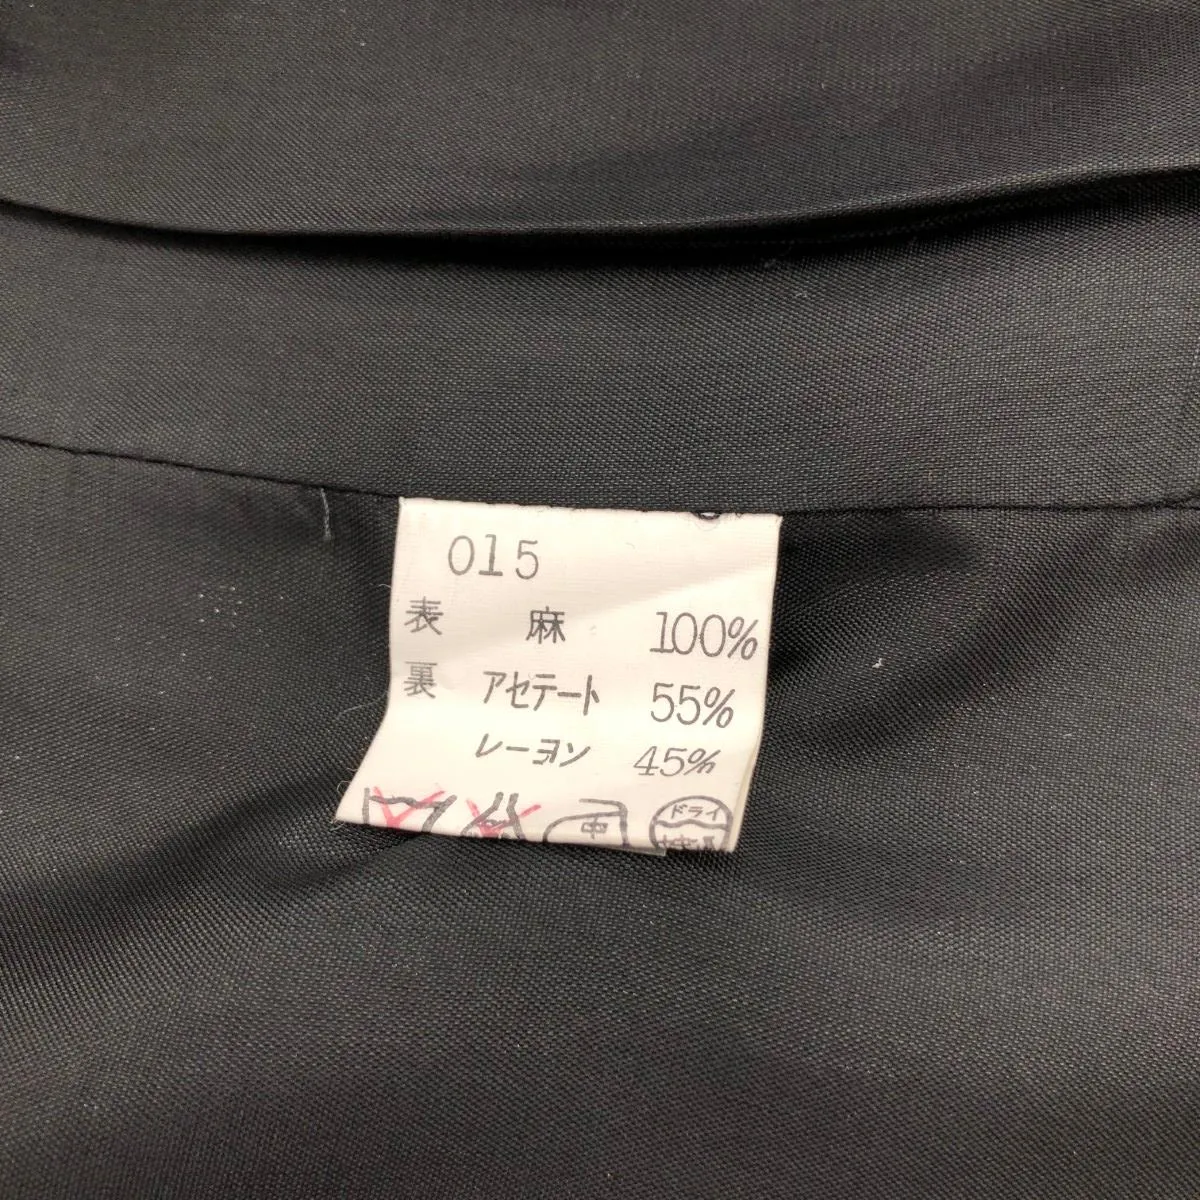 015
表 麻 100%
裏 アセテート 55%
レーヨン 45%
中 ドライ